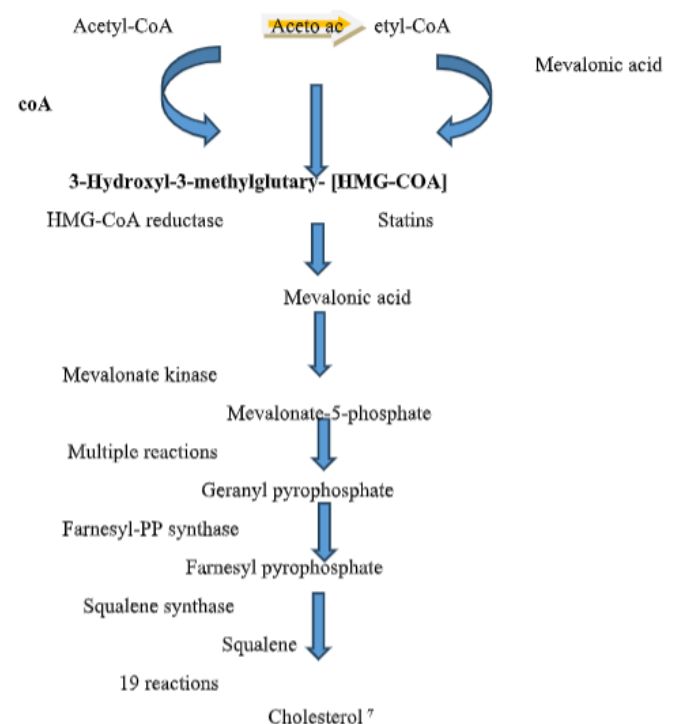 Acetyl-CoA Aceto ac etyl-CoA
Mevalonic acid
coA
3-Hydroxyl-3-methylglutary- [HMG-COA]
HMG-CoA reductase Statins
Mevalonic acid
Mevalonate kinase
Mevalonate-5-phosphate
Multiple reactions
Geranyl pyrophosphate
Farnesyl-PP synthase
Farnesyl pyrophosphate
Squalene synthase
Squalene
19 reactions
Cholesterol ⁷